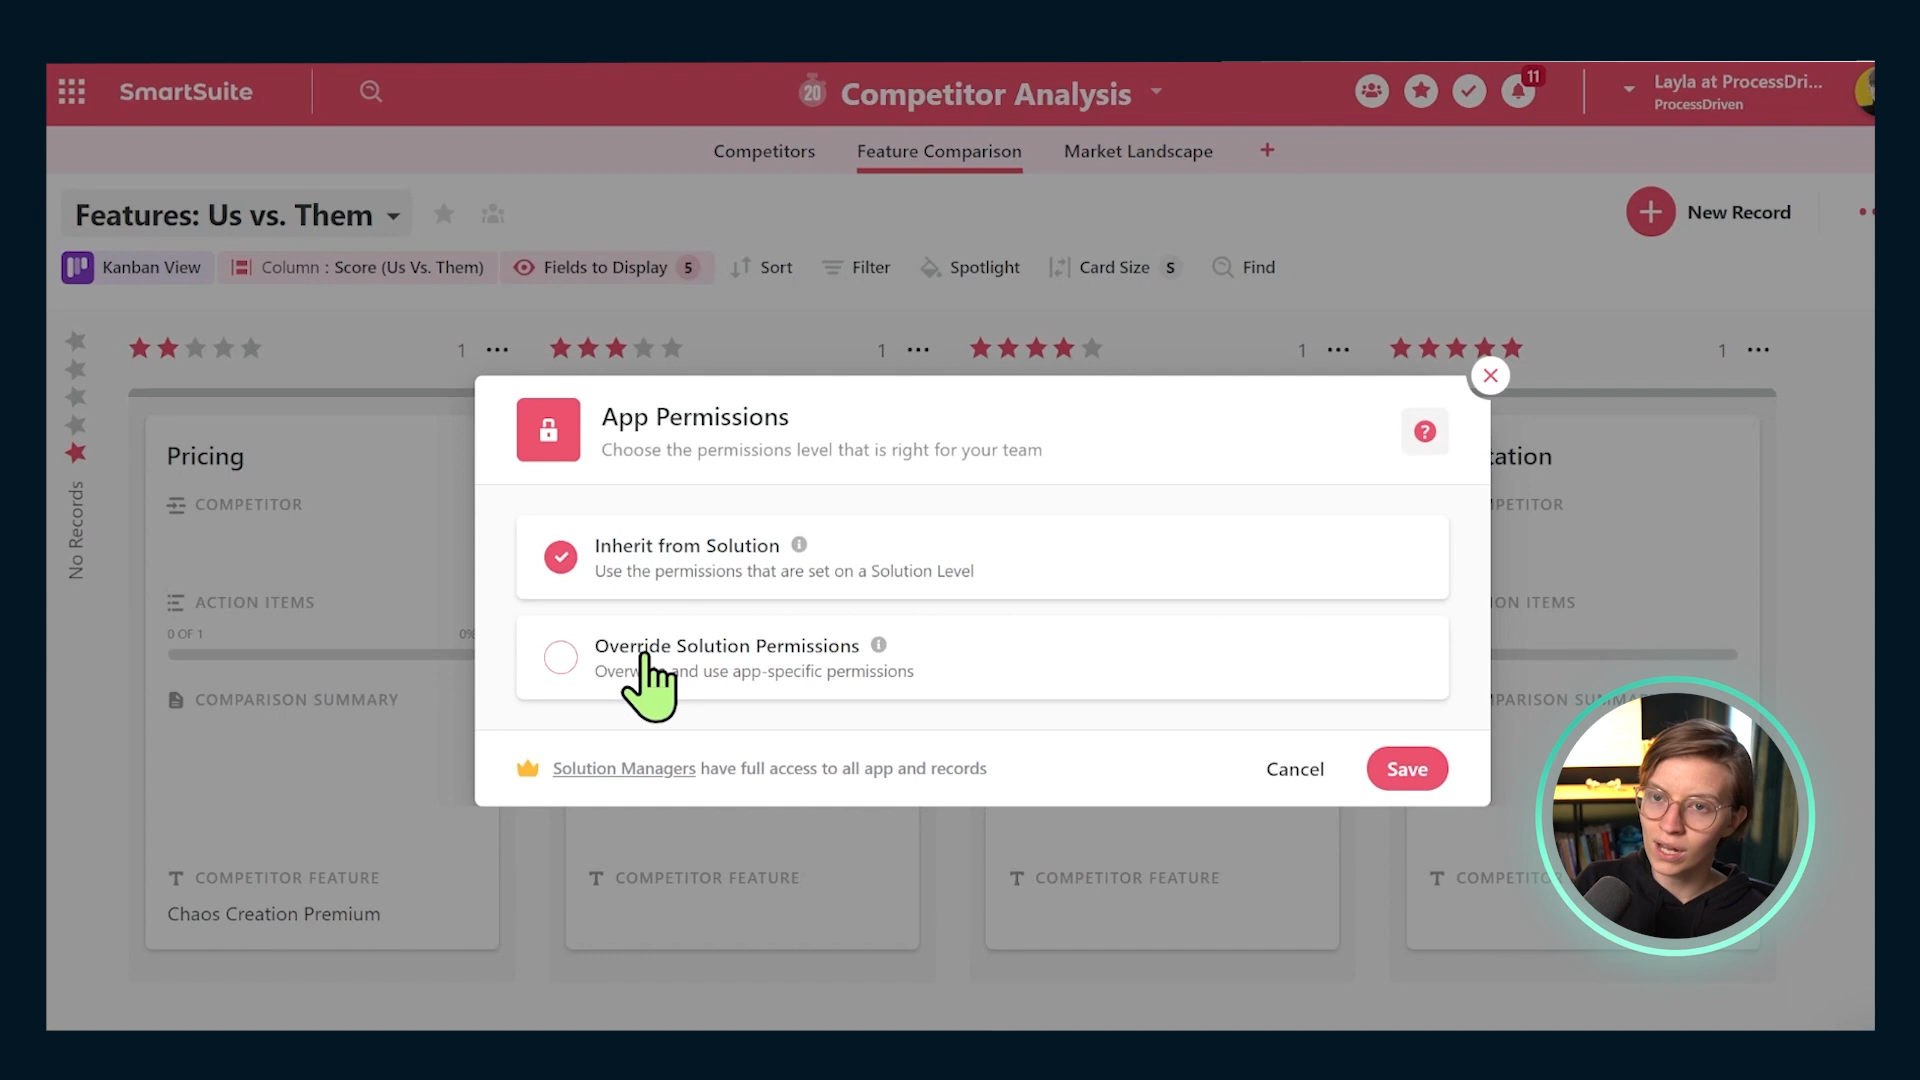 SmartSuite
20
Competitor Analysis
11
Layla at ProcessDri...
ProcessDriven
Competitors
Feature Comparison
Market Landscape
Features: Us vs. Them
New Record
Kanban View
Column : Score (Us Vs. Them)
Fields to Display 5
Sort
Filter
Spotlight
Card Size S
Find
No Records
1
1
1
1
App Permissions
Choose the permissions level that is right for your team
Inherit from Solution
Use the permissions that are set on a Solution Level
Override Solution Permissions
and use app-specific permissions
Solution Managers have full access to all app and records
Cancel
Save
Pricing
COMPETITOR
ACTION ITEMS
0 OF 1
0%
COMPARISON SUMMARY
COMPETITOR FEATURE
Chaos Creation Premium
COMPETITOR FEATURE
COMPETITOR FEATURE